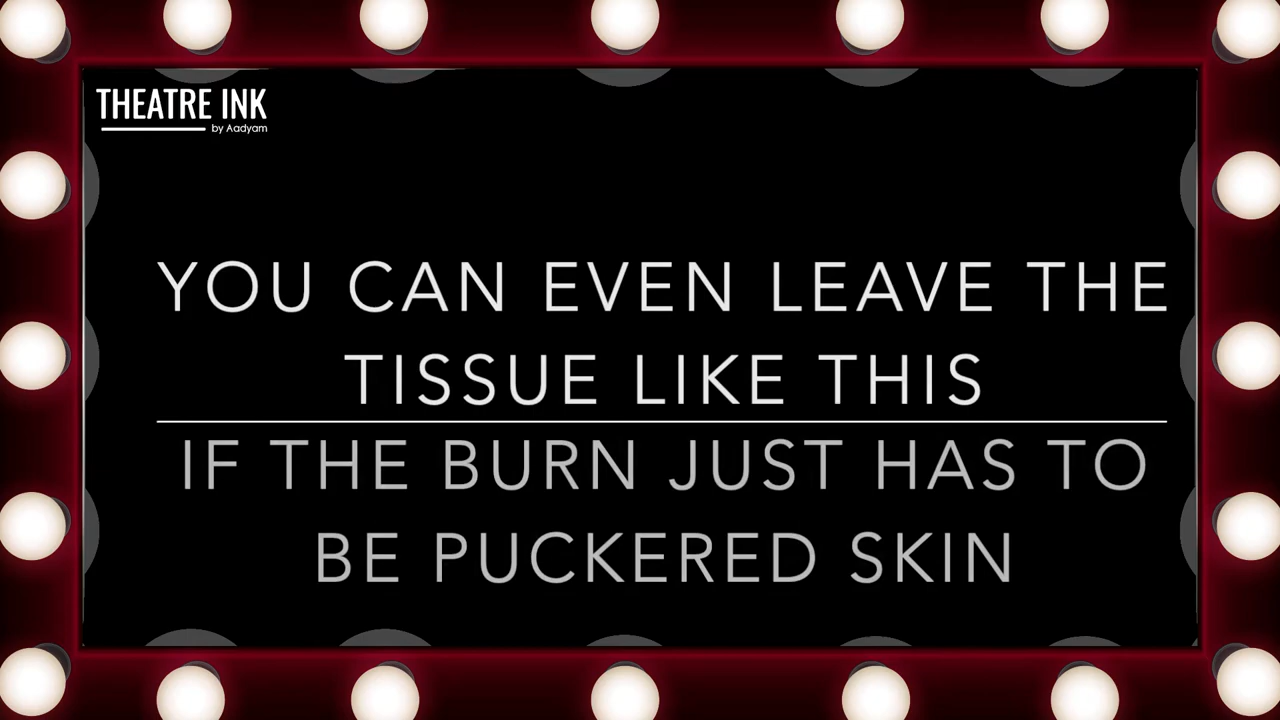 THEATRE INK
by Aadyam
YOU CAN EVEN LEAVE THE
TISSUE LIKE THIS
IF THE BURN JUST HAS TO
BE PUCKERED SKIN